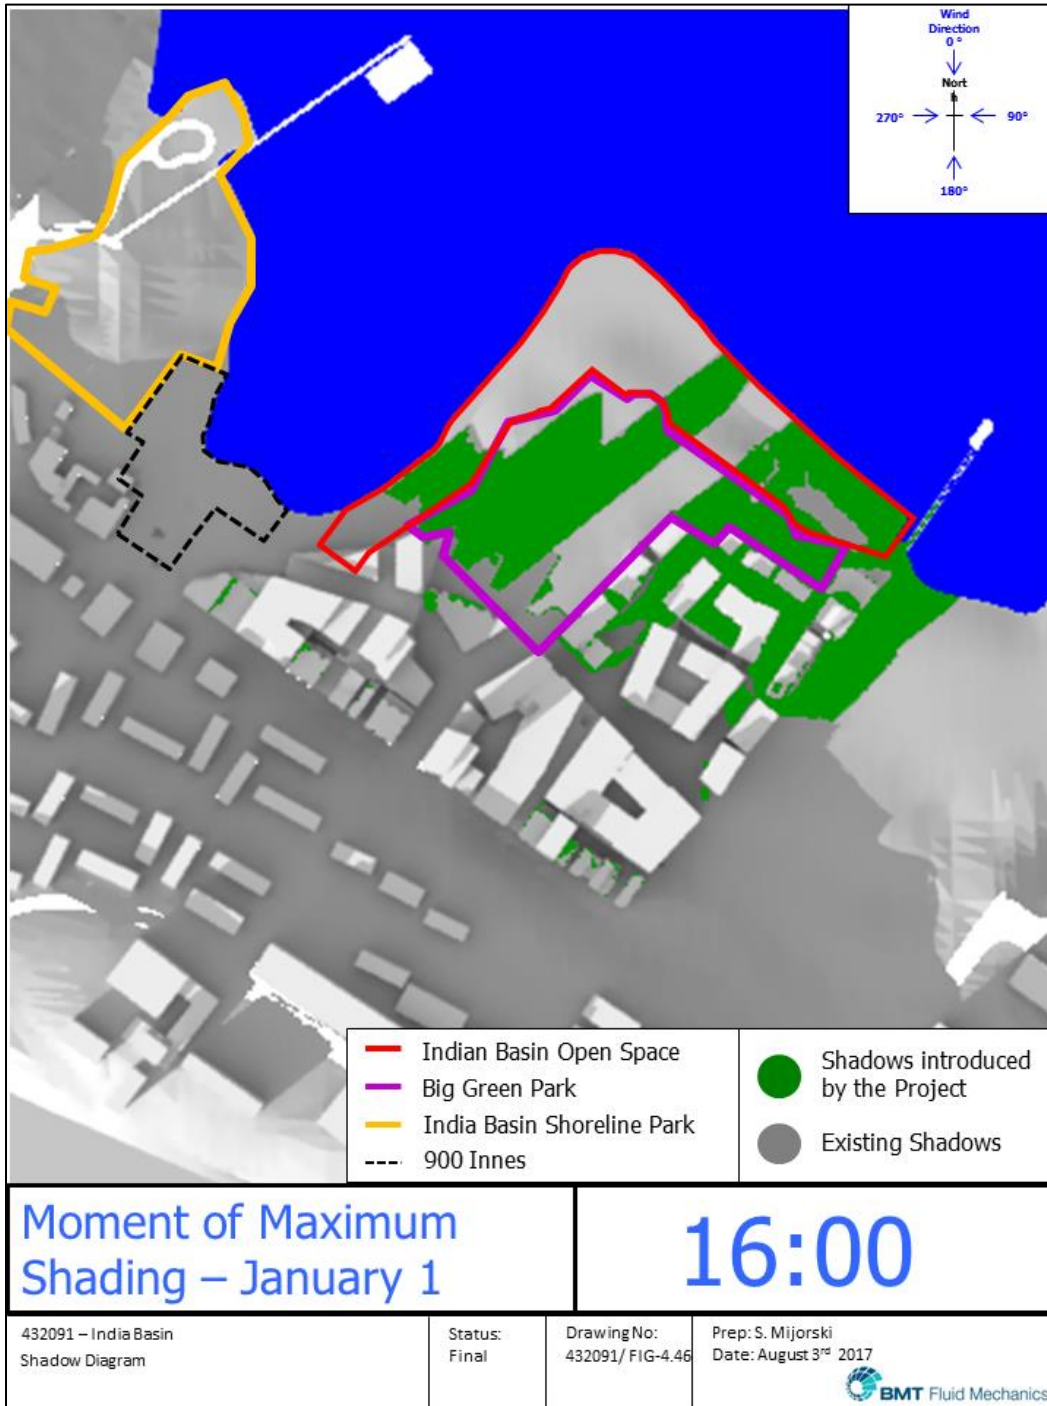 Wind
Direction
0 °
Nort
h
270°
90°
180°
Indian Basin Open Space
Big Green Park
India Basin Shoreline Park
900 Innes
Shadows introduced
by the Project
Existing Shadows
Moment of Maximum
Shading – January 1
16:00
432091 – India Basin
Shadow Diagram
Status:
Final
Drawing No:
432091/ FIG-4.46
Prep: S. Mijorski
Date: August 3rd 2017
BMT Fluid Mechanics